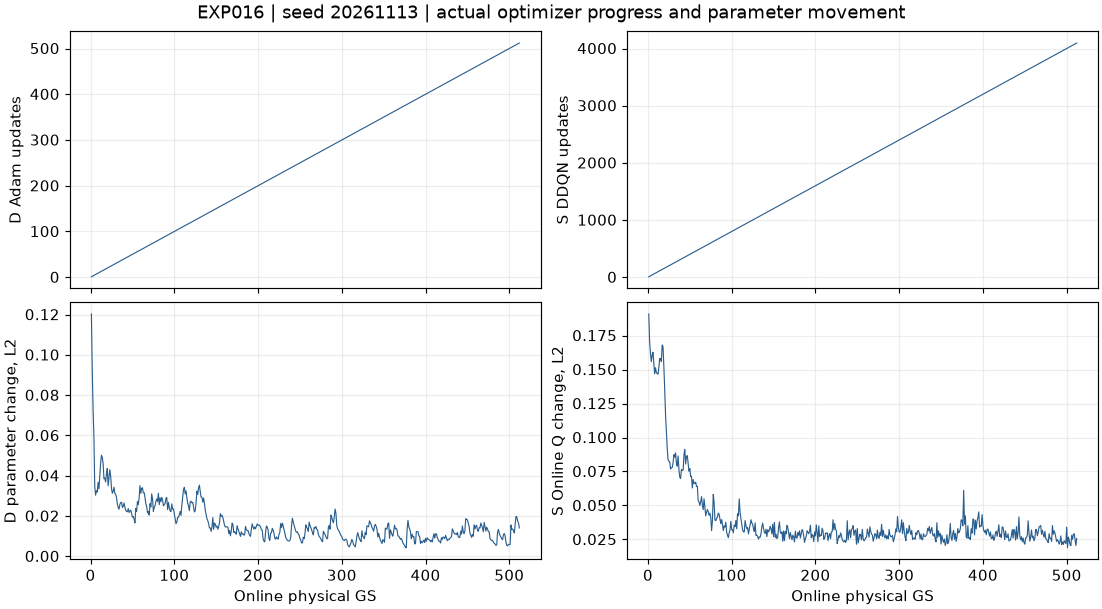 EXP016 | seed 20261113 | actual optimizer progress and parameter movement
D Adam updates
500
400
300
200
100
0
S DDQN updates
4000
3000
2000
1000
0
D parameter change, L2
0.12
0.10
0.08
0.06
0.04
0.02
0.00
0 100 200 300 400 500
Online physical GS
S Online Q change, L2
0.175
0.150
0.125
0.100
0.075
0.050
0.025
0 100 200 300 400 500
Online physical GS